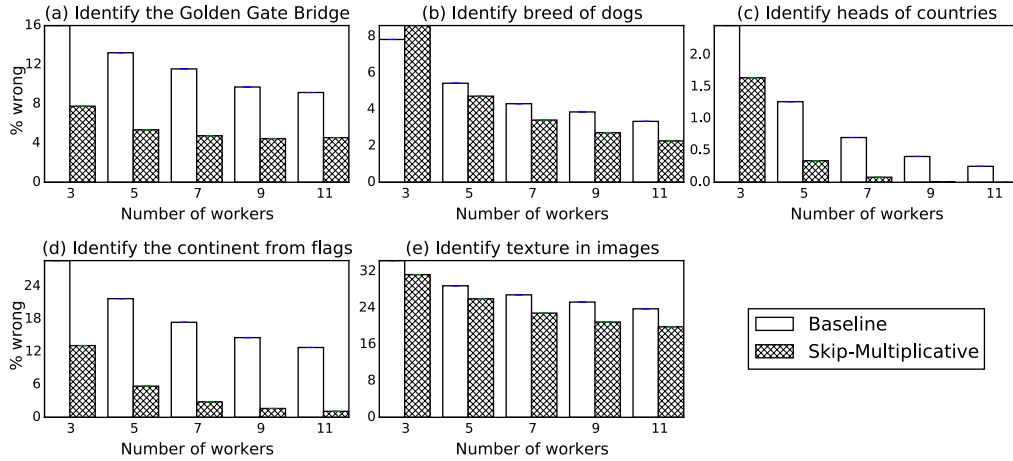 (a) Identify the Golden Gate Bridge
% wrong
16
12
8
4
0
3 5 7 9 11
Number of workers
(b) Identify breed of dogs
8
6
4
2
0
3 5 7 9 11
Number of workers
(c) Identify heads of countries
2.0
1.5
1.0
0.5
0.0
3 5 7 9 11
Number of workers
(d) Identify the continent from flags
% wrong
24
18
12
6
0
3 5 7 9 11
Number of workers
(e) Identify texture in images
32
24
16
8
0
3 5 7 9 11
Number of workers
Baseline
Skip-Multiplicative